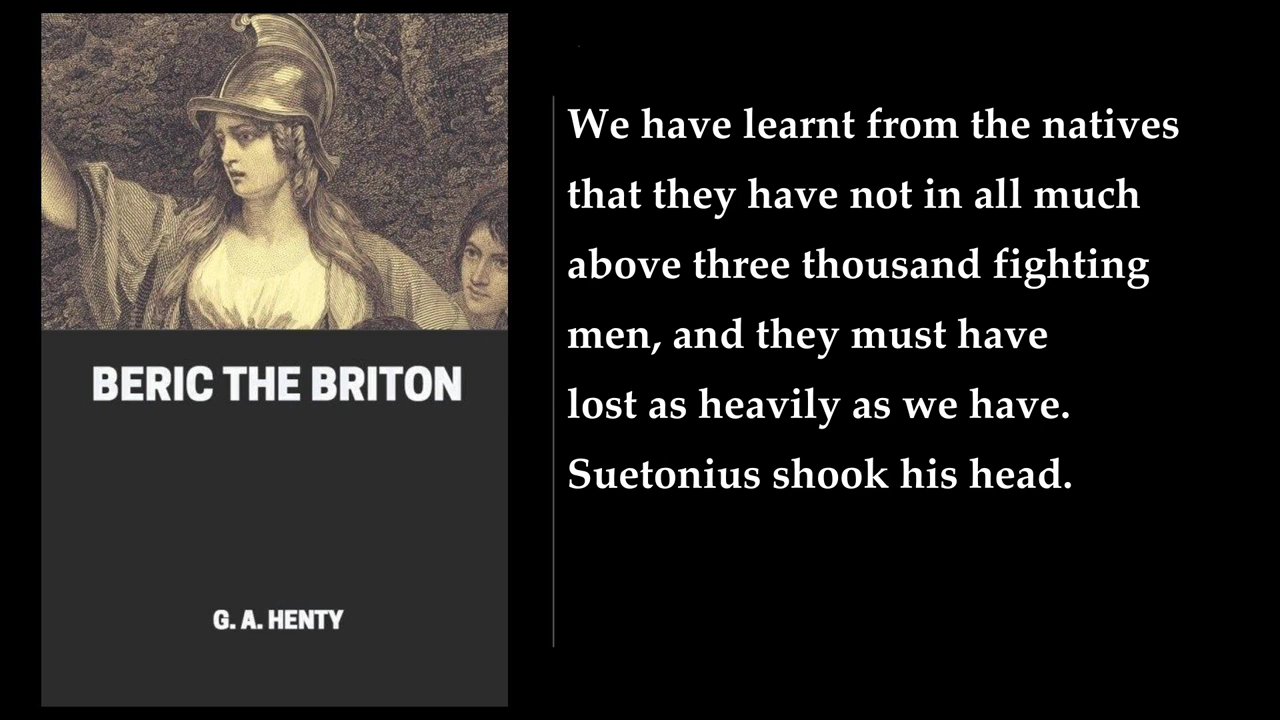 BERIC THE BRITON
G. A. HENTY
We have learnt from the natives
that they have not in all much
above three thousand fighting
men, and they must have
lost as heavily as we have.
Suetonius shook his head.